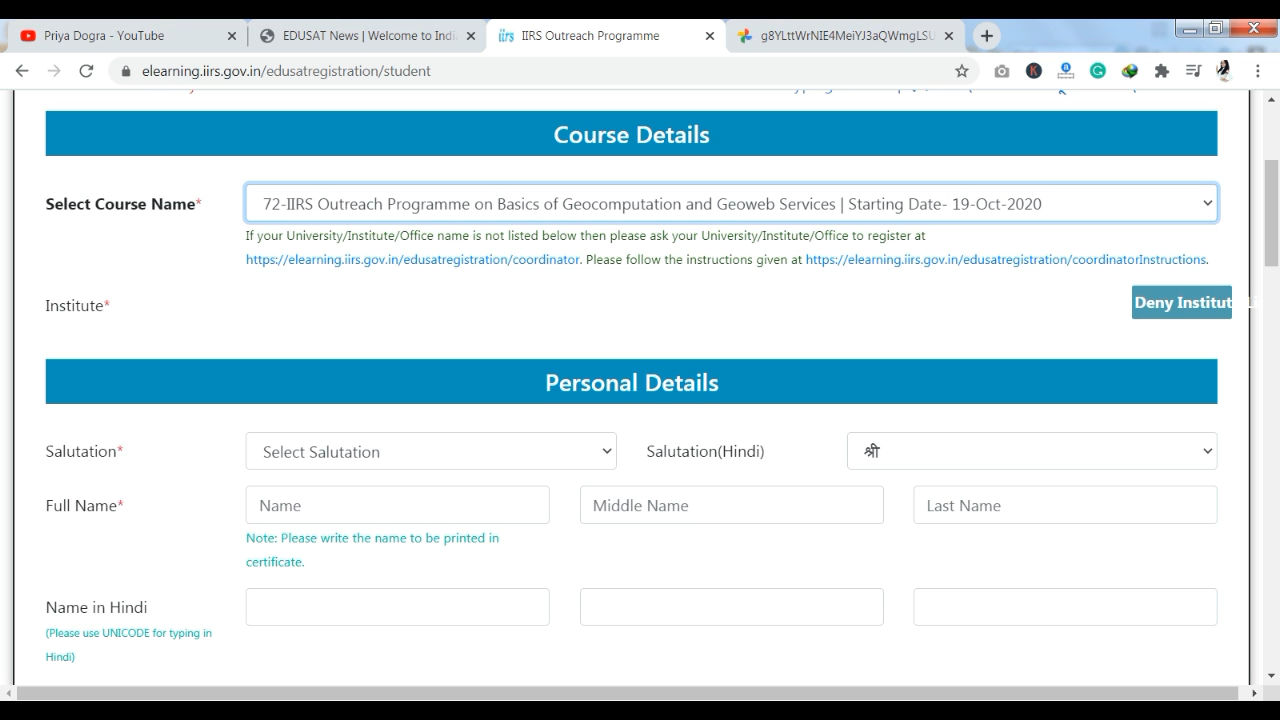 Priya Dogra - YouTube
EDUSAT News | Welcome to Indi
iirs IIRS Outreach Programme
g8YLttWrNIE4MeiYJ3aQWmgLSU
elearning.iirs.gov.in/edusatregistration/student
Course Details
Select Course Name*
72-IIRS Outreach Programme on Basics of Geocomputation and Geoweb Services | Starting Date- 19-Oct-2020
If your University/Institute/Office name is not listed below then please ask your University/Institute/Office to register at
https://elearning.iirs.gov.in/edusatregistration/coordinator. Please follow the instructions given at https://elearning.iirs.gov.in/edusatregistration/coordinatorInstructions.
Institute*
Deny Institut
Personal Details
Salutation*
Select Salutation
Salutation(Hindi)
श्री
Full Name*
Name
Middle Name
Last Name
Note: Please write the name to be printed in
certificate.
Name in Hindi
(Please use UNICODE for typing in
Hindi)